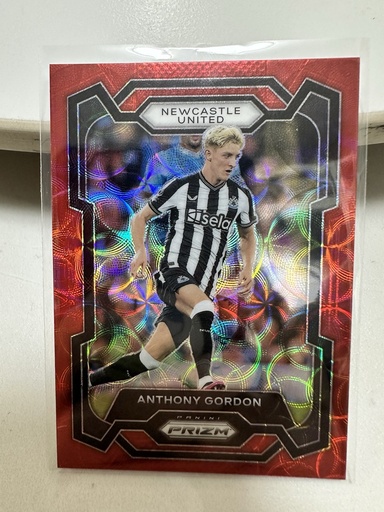 NEWCASTLE
UNITED
sela
ANTHONY GORDON
PANINI
PRIZM